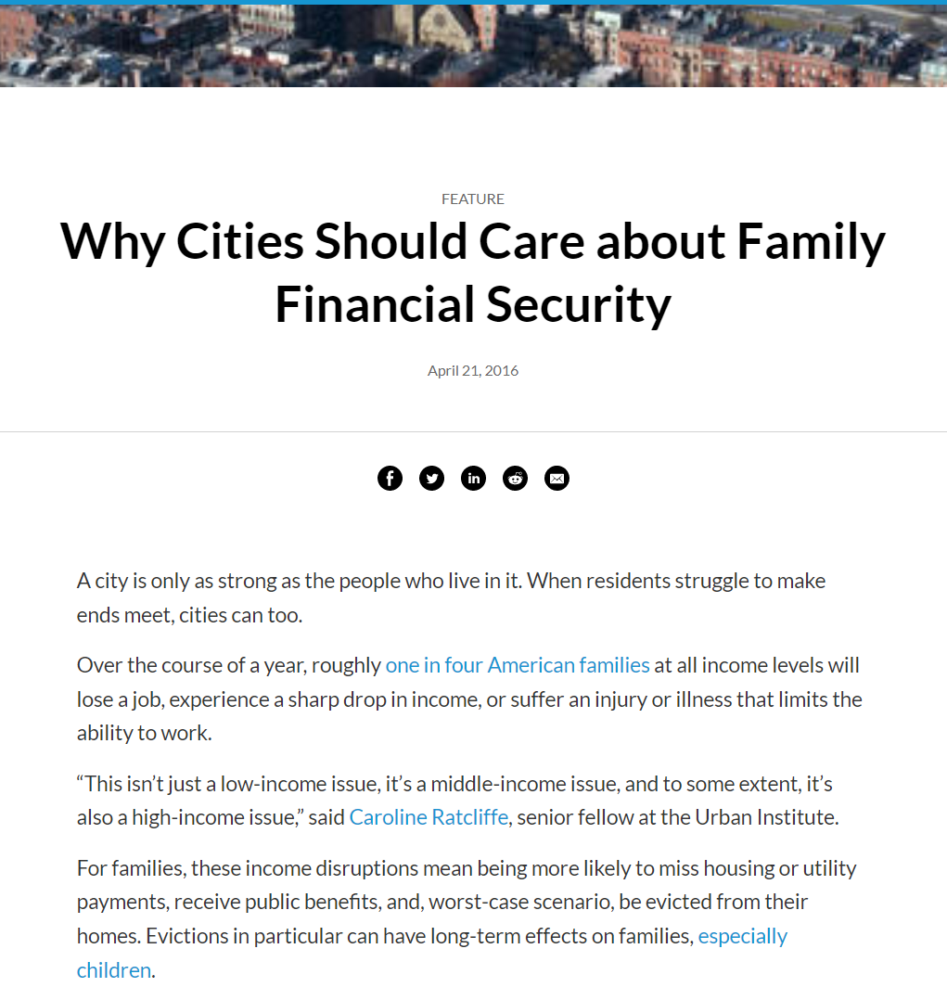 FEATURE
Why Cities Should Care about Family
Financial Security
April 21, 2016
A city is only as strong as the people who live in it. When residents struggle to make
ends meet, cities can too.
Over the course of a year, roughly one in four American families at all income levels will
lose a job, experience a sharp drop in income, or suffer an injury or illness that limits the
ability to work.
“This isn’t just a low-income issue, it’s a middle-income issue, and to some extent, it’s
also a high-income issue,” said Caroline Ratcliffe, senior fellow at the Urban Institute.
For families, these income disruptions mean being more likely to miss housing or utility
payments, receive public benefits, and, worst-case scenario, be evicted from their
homes. Evictions in particular can have long-term effects on families, especially
children.